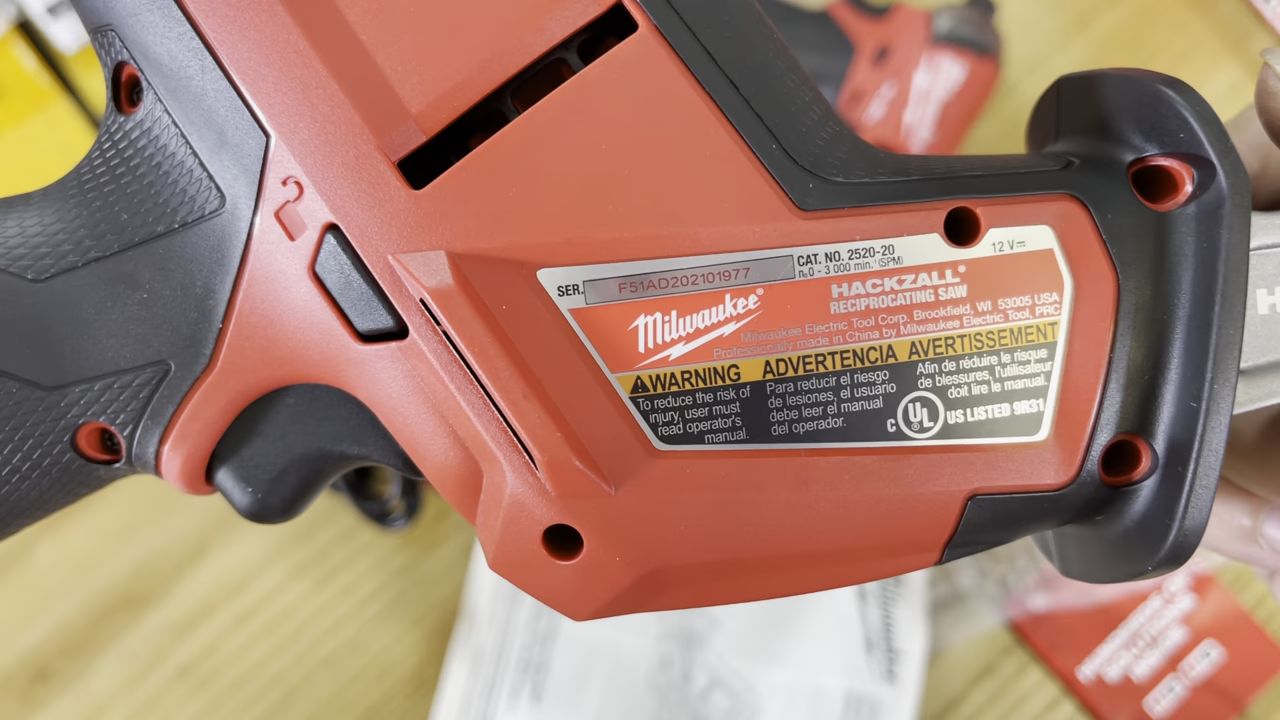 SER. F51AD202101977
CAT. NO. 2520-20
n₀0 - 3 000 min.⁻¹(SPM)
12 V⎓
Milwaukee®
HACKZALL®
RECIPROCATING SAW
Milwaukee Electric Tool Corp. Brookfield, WI 53005 USA
Professionally made in China by Milwaukee Electric Tool, PRC
WARNING ADVERTENCIA AVERTISSEMENT
To reduce the risk of
injury, user must
read operator's
manual.
Para reducir el riesgo
de lesiones, el usuario
debe leer el manual
del operador.
Afin de réduire le risque
de blessures, l'utilisateur
doit lire le manual.
C UL® US LISTED 9RS1